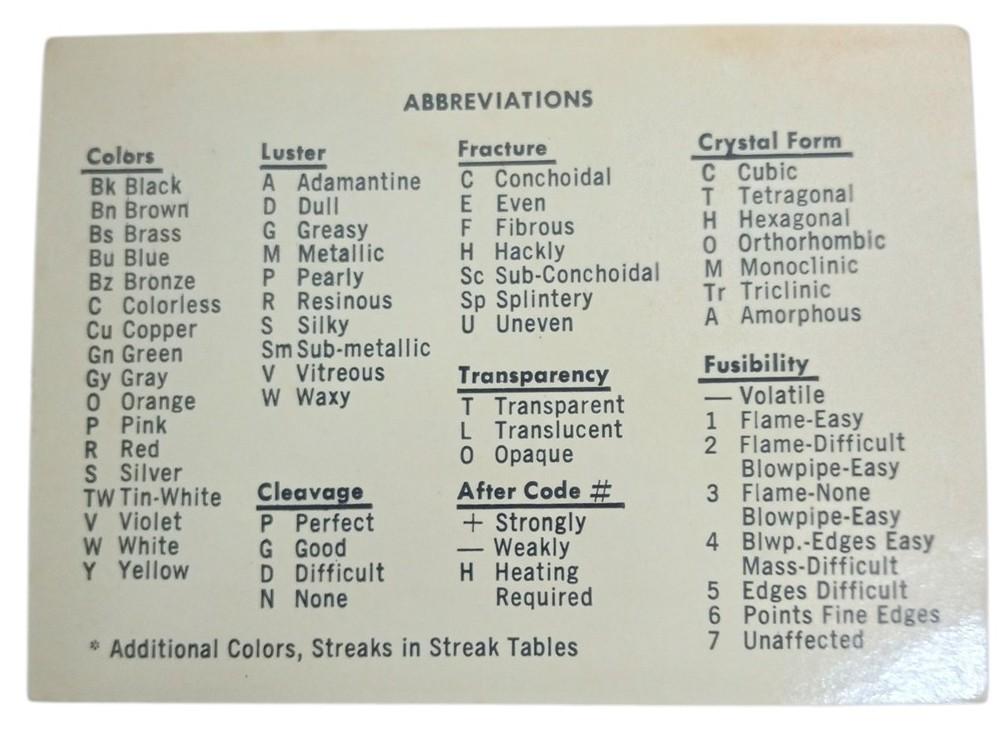 ABBREVIATIONS
Colors
Bk Black
Bn Brown
Bs Brass
Bu Blue
Bz Bronze
C Colorless
Cu Copper
Gn Green
Gy Gray
O Orange
P Pink
R Red
S Silver
TW Tin-White
V Violet
W White
Y Yellow
Luster
A Adamantine
D Dull
G Greasy
M Metallic
P Pearly
R Resinous
S Silky
Sm Sub-metallic
V Vitreous
W Waxy
Cleavage
P Perfect
G Good
D Difficult
N None
Fracture
C Conchoidal
E Even
F Fibrous
H Hackly
Sc Sub-Conchoidal
Sp Splintery
U Uneven
Transparency
T Transparent
L Translucent
O Opaque
After Code #
+ Strongly
— Weakly
H Heating
Required
Crystal Form
C Cubic
T Tetragonal
H Hexagonal
O Orthorhombic
M Monoclinic
Tr Triclinic
A Amorphous
Fusibility
— Volatile
1 Flame-Easy
2 Flame-Difficult
Blowpipe-Easy
3 Flame-None
Blowpipe-Easy
4 Blwp.-Edges Easy
Mass-Difficult
5 Edges Difficult
6 Points Fine Edges
7 Unaffected
* Additional Colors, Streaks in Streak Tables